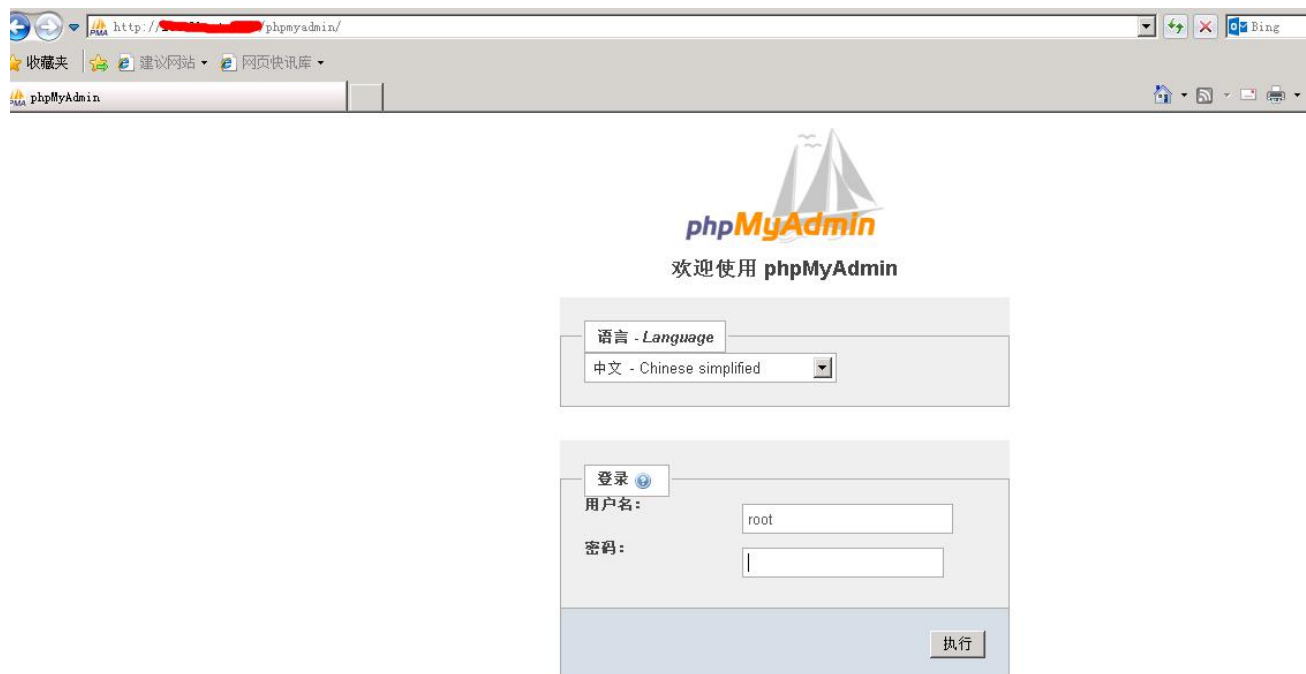 http:// /phpmyadmin/
Bing
收藏夹 建议网站 网页快讯库
phpMyAdmin
phpMyAdmin
欢迎使用 phpMyAdmin
语言 - Language
中文 - Chinese simplified
登录
用户名:
root
密码:
执行